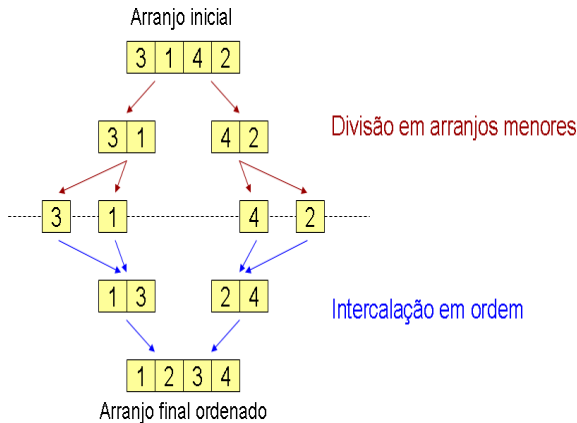 Arranjo inicial
3 1 4 2
3 1 4 2
Divisão em arranjos menores
3 1 4 2
1 3 2 4
Intercalação em ordem
1 2 3 4
Arranjo final ordenado